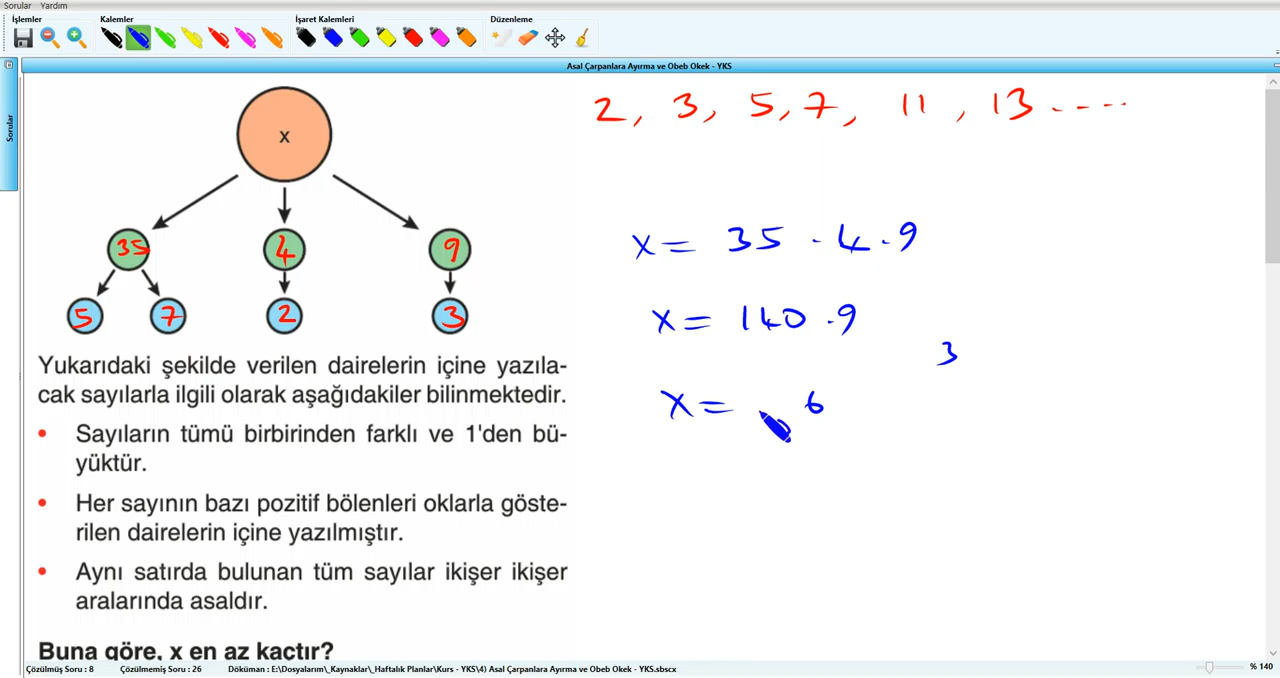 Sorular Yardım
İşlemler Kalemler İşaret Kalemleri Düzenleme
Asal Çarpanlara Ayırma ve Obeb Okek - YKS
Sorular
x
35 4 9
5 7 2 3
Yukarıdaki şekilde verilen dairelerin içine yazıla-
cak sayılarla ilgili olarak aşağıdakiler bilinmektedir.
• Sayıların tümü birbirinden farklı ve 1'den bü-
yüktür.
• Her sayının bazı pozitif bölenleri oklarla göste-
rilen dairelerin içine yazılmıştır.
• Aynı satırda bulunan tüm sayılar ikişer ikişer
aralarında asaldır.
Buna göre, x en az kaçtır?
2, 3, 5, 7, 11, 13 ....
x = 35 . 4 . 9
x = 140 . 9
3
x = 6
Çözülmüş Soru : 8 Çözülmemiş Soru : 26 Döküman : E:\Dosyalarım\_Kaynaklar\_Haftalık Planlar\Kurs - YKS\4) Asal Çarpanlara Ayırma ve Obeb Okek - YKS.sbscx % 140